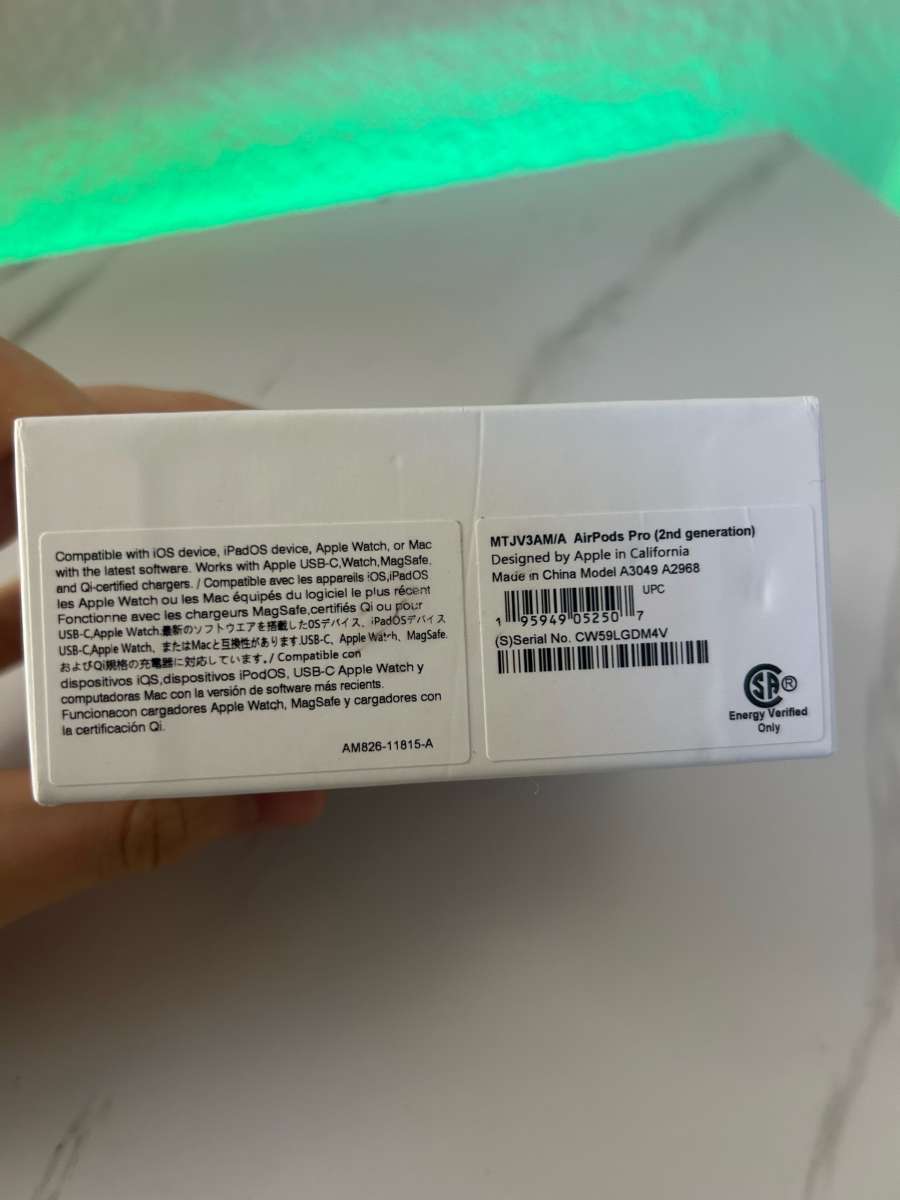 Compatible with iOS device, iPadOS device, Apple Watch, or Mac
with the latest software. Works with Apple USB-C,Watch,MagSafe,
and Qi-certified chargers. / Compatible avec les appareils iOS,iPadOS
les Apple Watch ou les Mac équipés du logiciel le plus récent
Fonctionne avec les chargeurs MagSafe,certifiés Qi ou pour
USB-C,Apple Watch.最新のソフトウエアを搭載したOSデバイス、iPadOSデバイス
USB-C,Apple Watch、またはMacと互換性があります.USB-C、Apple Watch、MagSafe.
およびQi規格の充電器に対応しています。/ Compatible con
dispositivos iQS,dispositivos iPodOS, USB-C Apple Watch y
computadoras Mac con la versión de software más recients.
Funcionacon cargadores Apple Watch, MagSafe y cargadores con
la certificación Qi.
AM826-11815-A
MTJV3AM/A AirPods Pro (2nd generation)
Designed by Apple in California
Made in China Model A3049 A2968
UPC
1 95949 05250 7
(S)Serial No. CW59LGDM4V
SA ®
Energy Verified
Only